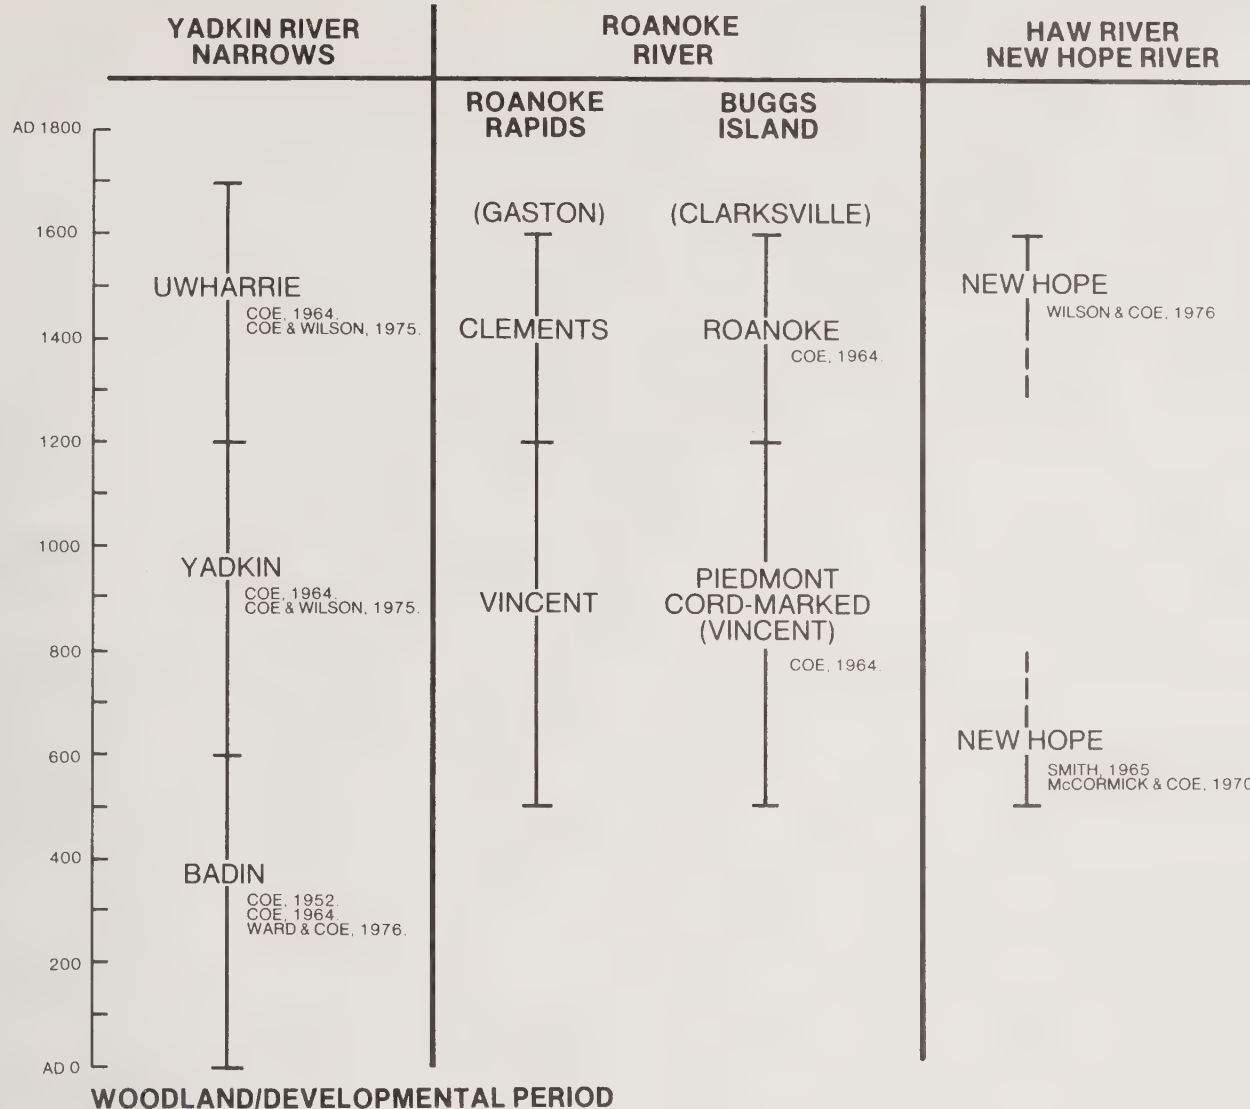 YADKIN RIVER
NARROWS
ROANOKE
RIVER
HAW RIVER
NEW HOPE RIVER
ROANOKE
RAPIDS
BUGGS
ISLAND
AD 1800
1600
1400
1200
1000
800
600
400
200
AD 0
UWHARRIE
COE, 1964.
COE & WILSON, 1975.
YADKIN
COE, 1964.
COE & WILSON, 1975.
BADIN
COE, 1952.
COE, 1964.
WARD & COE, 1976.
(GASTON)
CLEMENTS
VINCENT
(CLARKSVILLE)
ROANOKE
COE, 1964.
PIEDMONT
CORD-MARKED
(VINCENT)
COE, 1964.
NEW HOPE
WILSON & COE, 1976
NEW HOPE
SMITH, 1965
McCORMICK & COE, 1970
WOODLAND/DEVELOPMENTAL PERIOD